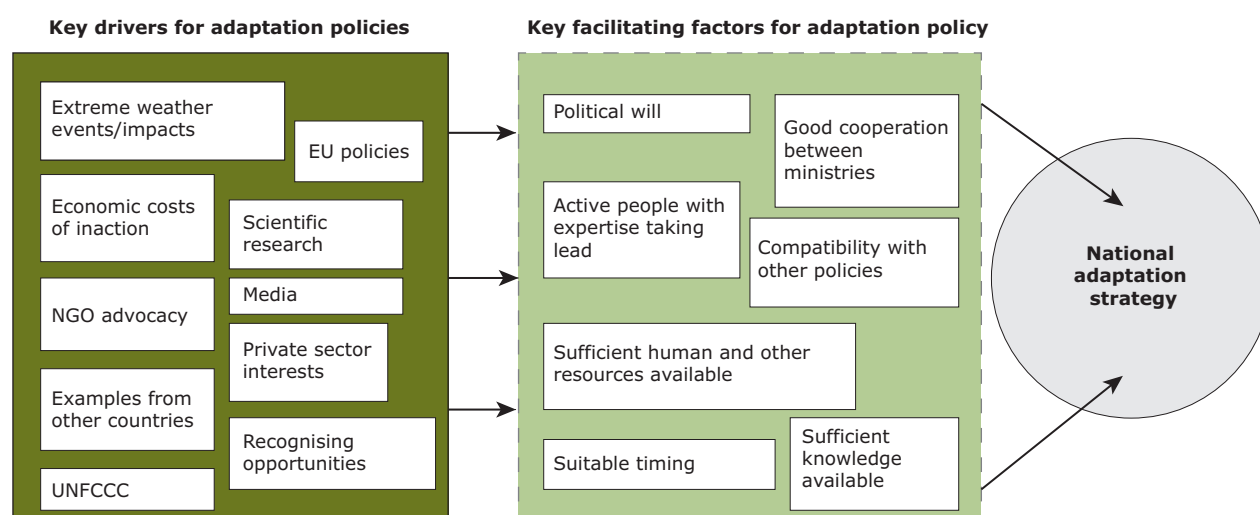 Key drivers for adaptation policies
Extreme weather
events/impacts
EU policies
Economic costs
of inaction
Scientific
research
NGO advocacy
Media
Private sector
interests
Examples from
other countries
Recognising
opportunities
UNFCCC
Key facilitating factors for adaptation policy
Political will
Good cooperation
between
ministries
Active people with
expertise taking
lead
Compatibility with
other policies
Sufficient human and other
resources available
Suitable timing
Sufficient
knowledge
available
National
adaptation
strategy